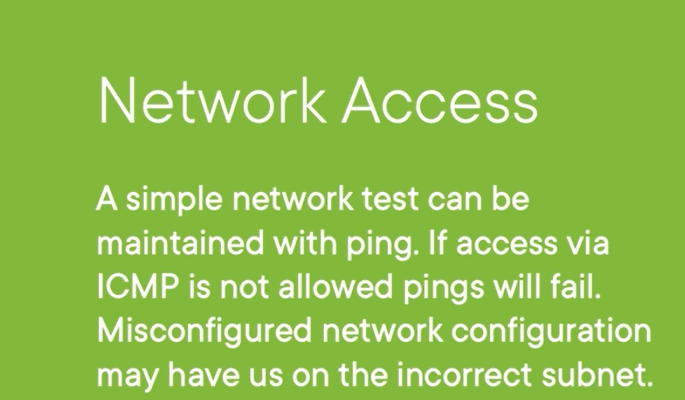 Network Access
A simple network test can be
maintained with ping. If access via
ICMP is not allowed pings will fail.
Misconfigured network configuration
may have us on the incorrect subnet.